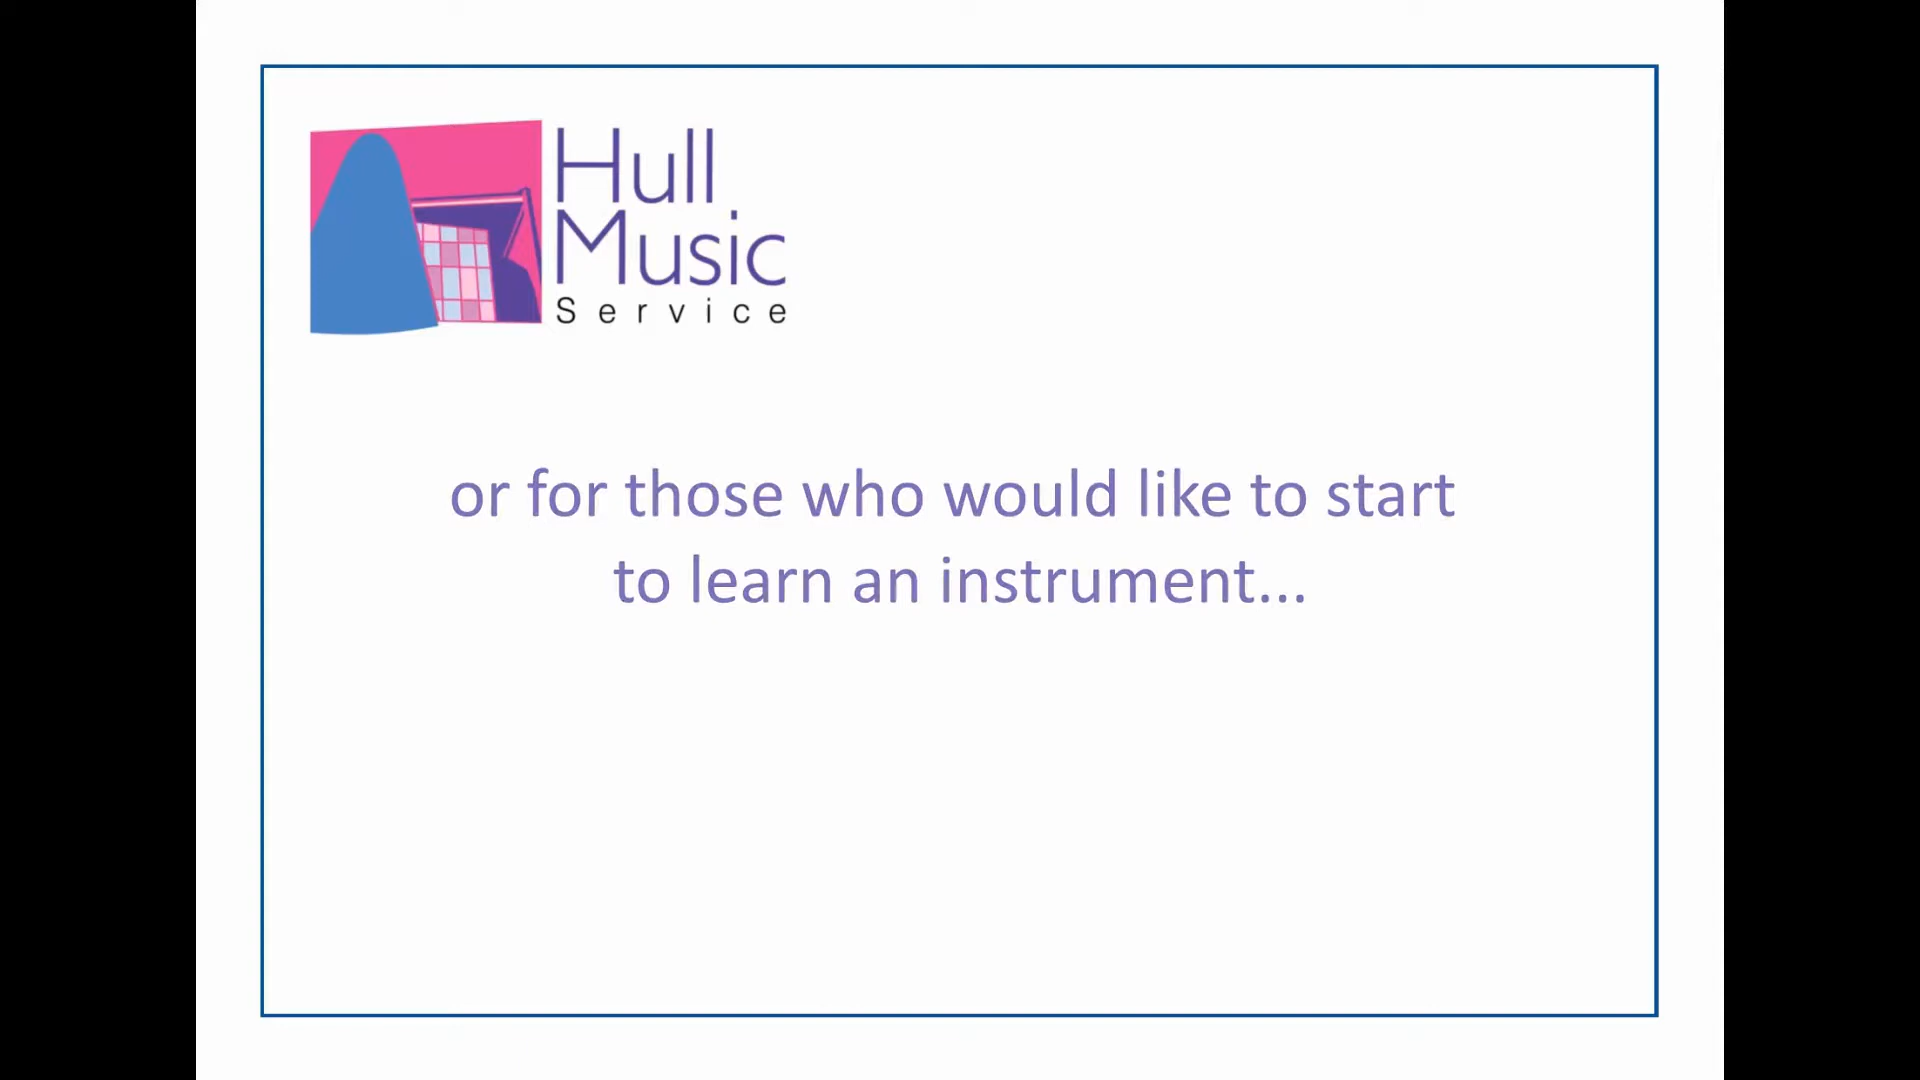 Hull
Music
Service
or for those who would like to start
to learn an instrument...